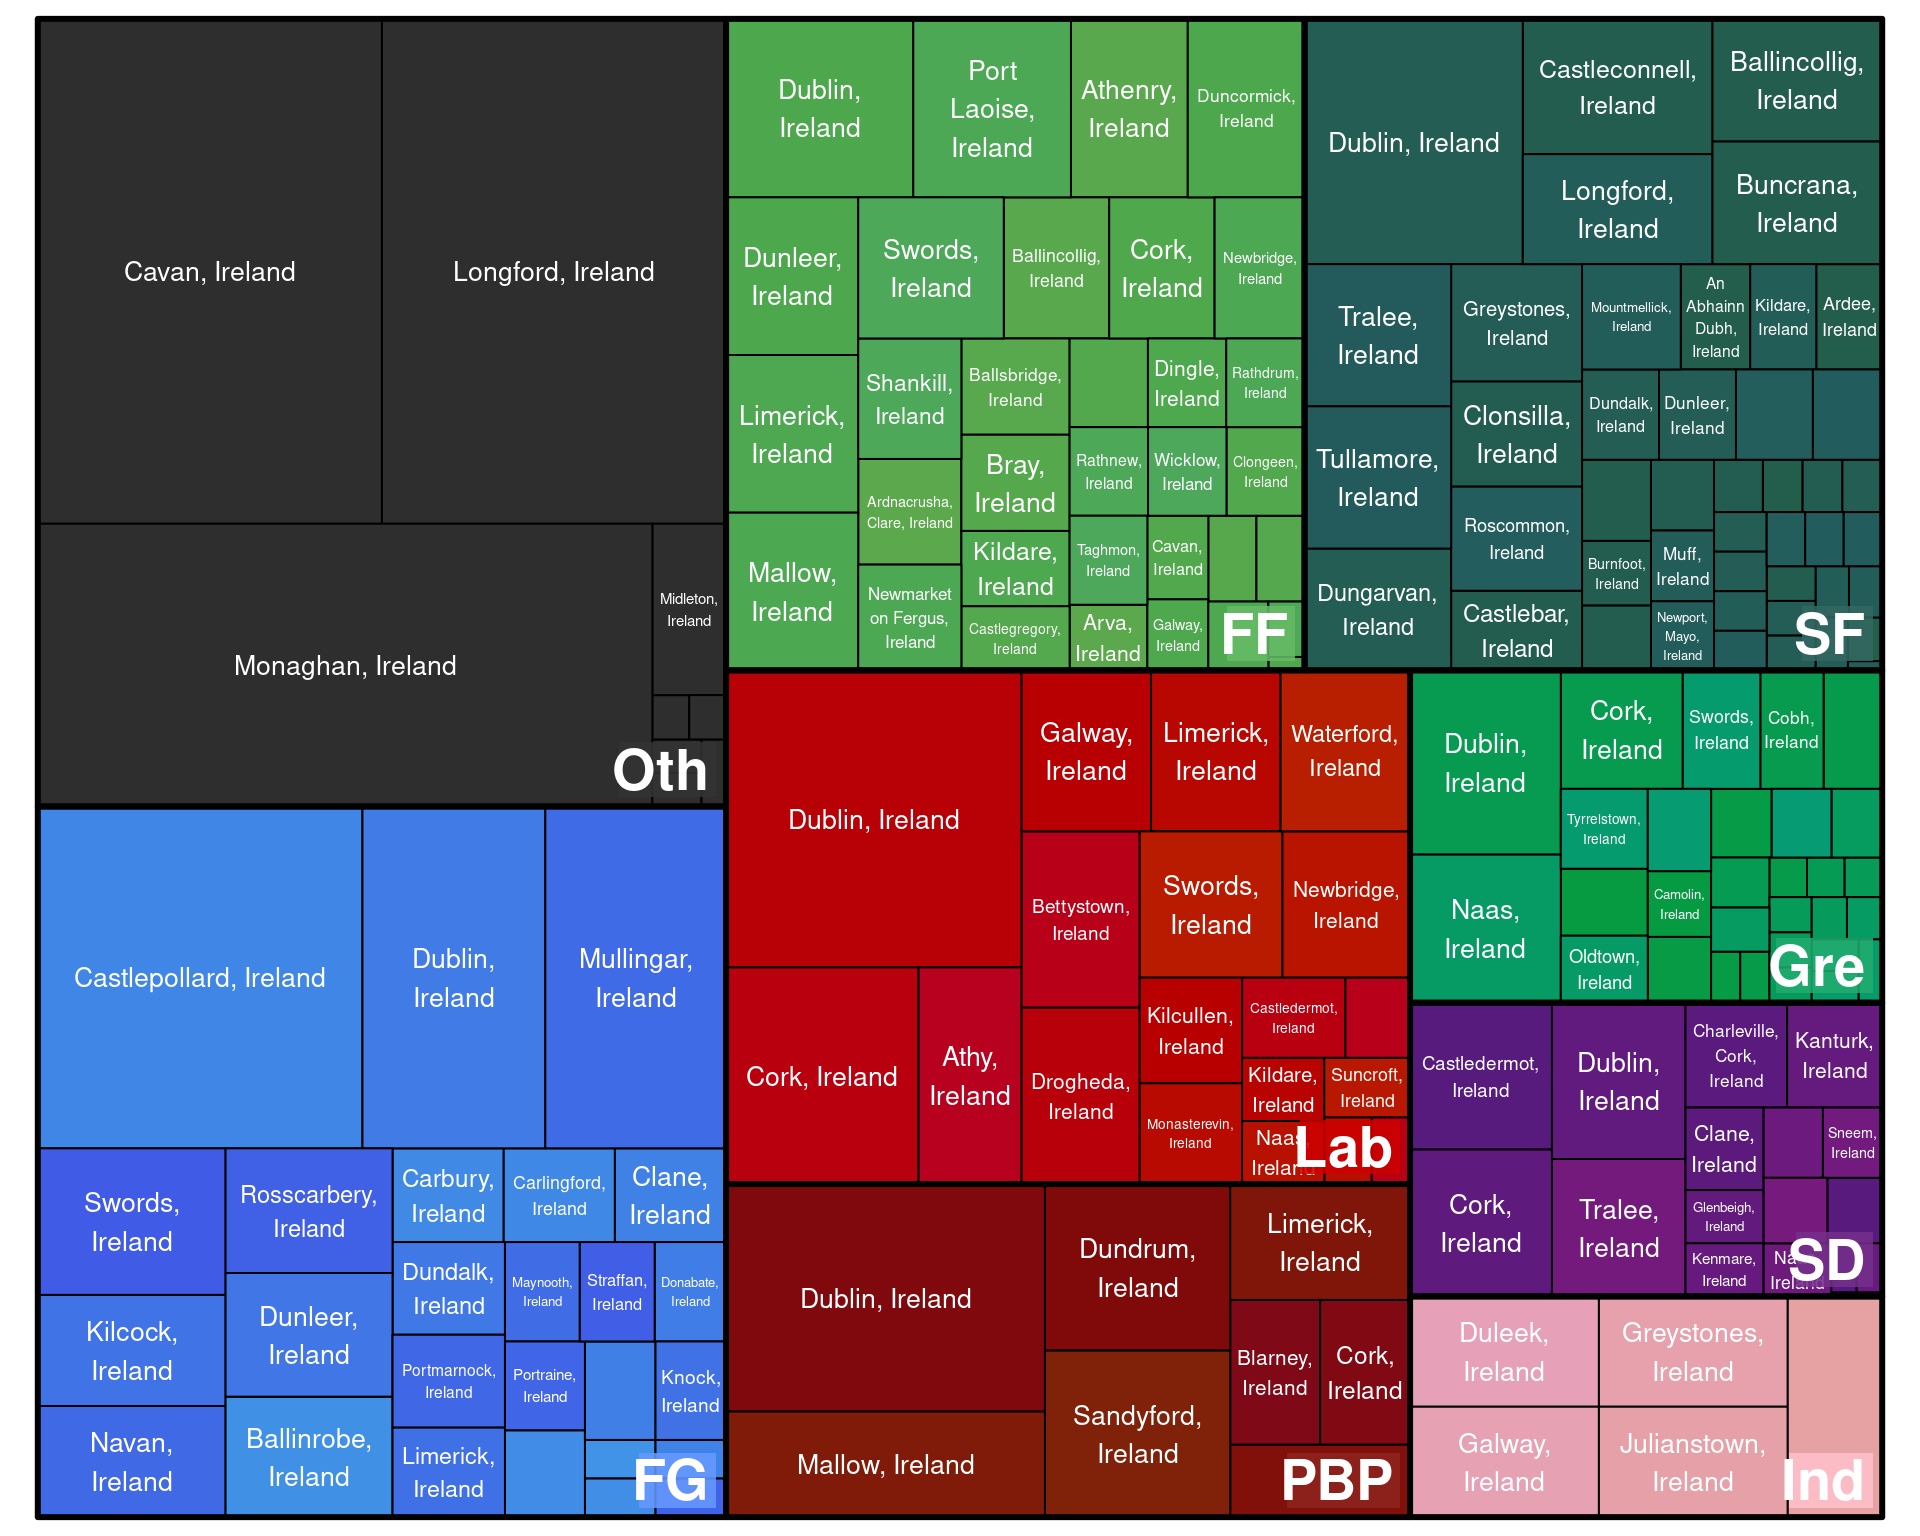 Cavan, Ireland
Longford, Ireland
Monaghan, Ireland
Midleton,
Ireland
Oth
Castlepollard, Ireland
Dublin,
Ireland
Mullingar,
Ireland
Swords,
Ireland
Kilcock,
Ireland
Navan,
Ireland
Rosscarbery,
Ireland
Dunleer,
Ireland
Ballinrobe,
Ireland
Carbury,
Ireland
Carlingford,
Ireland
Clane,
Ireland
Dundalk,
Ireland
Maynooth,
Ireland
Straffan,
Ireland
Donabate,
Ireland
Portmarnock,
Ireland
Portraine,
Ireland
Knock,
Ireland
Limerick,
Ireland
FG
Dublin,
Ireland
Port
Laoise,
Ireland
Athenry,
Ireland
Duncormick,
Ireland
Dunleer,
Ireland
Limerick,
Ireland
Mallow,
Ireland
Swords,
Ireland
Ballincollig,
Ireland
Cork,
Ireland
Newbridge,
Ireland
Shankill,
Ireland
Ardnacrusha,
Clare, Ireland
Newmarket
on Fergus,
Ireland
Ballsbridge,
Ireland
Bray,
Ireland
Kildare,
Ireland
Castlegregory,
Ireland
Dingle,
Ireland
Rathdrum,
Ireland
Rathnew,
Ireland
Wicklow,
Ireland
Clongeen,
Ireland
Taghmon,
Ireland
Cavan,
Ireland
Arva,
Ireland
Galway,
Ireland
FF
Dublin, Ireland
Castleconnell,
Ireland
Longford,
Ireland
Ballincollig,
Ireland
Buncrana,
Ireland
Tralee,
Ireland
Tullamore,
Ireland
Dungarvan,
Ireland
Greystones,
Ireland
Clonsilla,
Ireland
Roscommon,
Ireland
Castlebar,
Ireland
Mountmellick,
Ireland
An
Abhainn
Dubh,
Ireland
Kildare,
Ireland
Ardee,
Ireland
Dundalk,
Ireland
Dunleer,
Ireland
Burnfoot,
Ireland
Muff,
Ireland
Newport,
Mayo,
Ireland
SF
Dublin, Ireland
Cork, Ireland
Athy,
Ireland
Galway,
Ireland
Limerick,
Ireland
Waterford,
Ireland
Bettystown,
Ireland
Drogheda,
Ireland
Swords,
Ireland
Newbridge,
Ireland
Kilcullen,
Ireland
Monasterevin,
Ireland
Castledermot,
Ireland
Kildare,
Ireland
Suncroft,
Ireland
Naas,
Ireland
Lab
Dublin, Ireland
Mallow, Ireland
Dundrum,
Ireland
Sandyford,
Ireland
Limerick,
Ireland
Blarney,
Ireland
Cork,
Ireland
PBP
Dublin,
Ireland
Naas,
Ireland
Cork,
Ireland
Swords,
Ireland
Cobh,
Ireland
Tyrrelstown,
Ireland
Camolin,
Ireland
Oldtown,
Ireland
Gre
Castledermot,
Ireland
Cork,
Ireland
Dublin,
Ireland
Tralee,
Ireland
Charleville,
Cork,
Ireland
Kanturk,
Ireland
Clane,
Ireland
Sneem,
Ireland
Glenbeigh,
Ireland
Kenmare,
Ireland
Ireland
SD
Duleek,
Ireland
Greystones,
Ireland
Galway,
Ireland
Julianstown,
Ireland
Ind